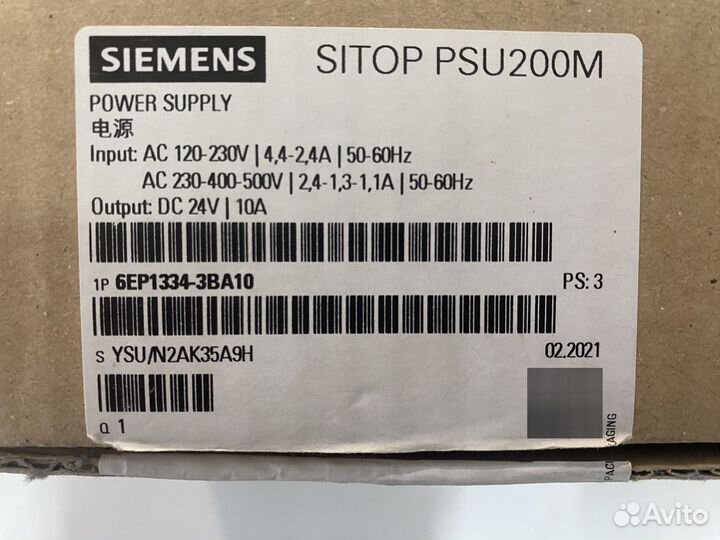 SIEMENS SITOP PSU200M
POWER SUPPLY
电源
Input: AC 120-230V | 4,4-2,4A | 50-60Hz
AC 230-400-500V | 2,4-1,3-1,1A | 50-60Hz
Output: DC 24V | 10A
1P 6EP1334-3BA10 PS: 3
S YSU/N2AK35A9H 02.2021
Q 1
PACKAGING
Avito